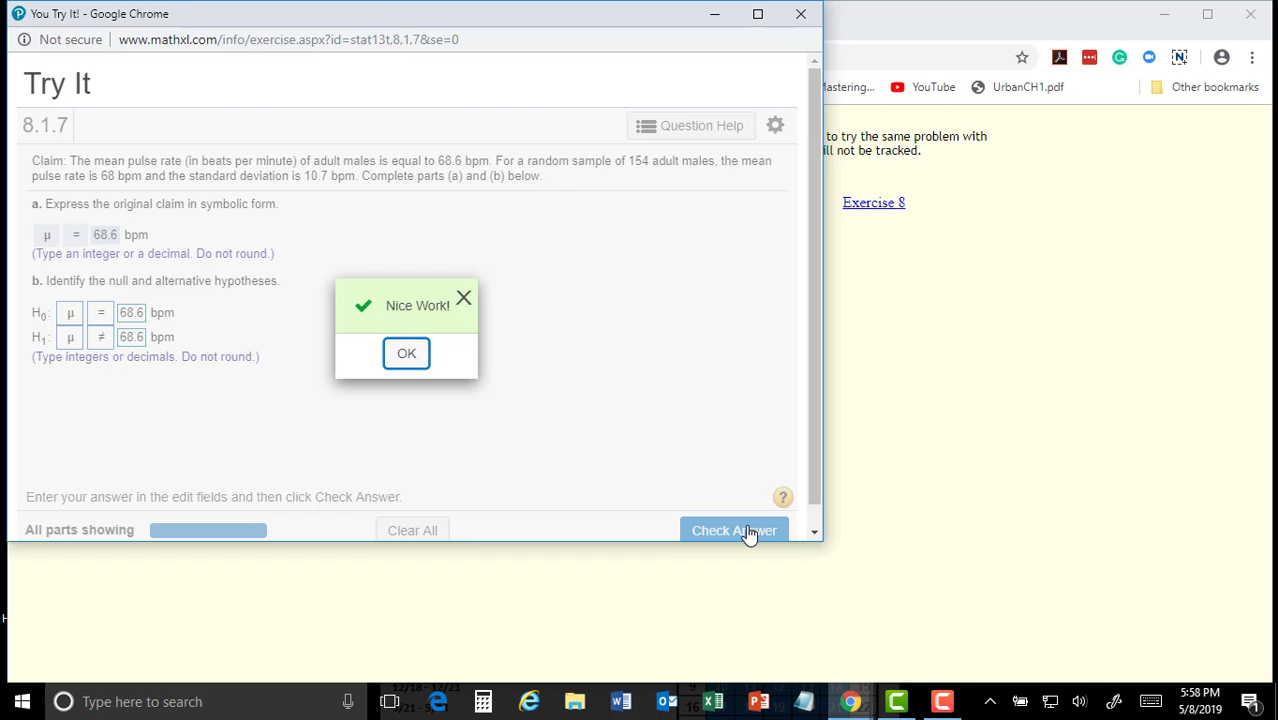 You Try It! - Google Chrome
Not secure | www.mathxl.com/info/exercise.aspx?id=stat13t,8,1,7&se=0
Mastering... YouTube UrbanCH1.pdf Other bookmarks
Try It
8.1.7 Question Help
to try the same problem with
ll not be tracked.
Exercise 8
Claim: The mean pulse rate (in beats per minute) of adult males is equal to 68.6 bpm. For a random sample of 154 adult males, the mean
pulse rate is 68 bpm and the standard deviation is 10.7 bpm. Complete parts (a) and (b) below.
a. Express the original claim in symbolic form.
μ = 68.6 bpm
(Type an integer or a decimal. Do not round.)
b. Identify the null and alternative hypotheses.
H0: μ = 68.6 bpm
H1: μ ≠ 68.6 bpm
(Type integers or decimals. Do not round.)
Nice Work!
OK
Enter your answer in the edit fields and then click Check Answer.
?
All parts showing Clear All Check Answer
Type here to search
5:58 PM
5/8/2019